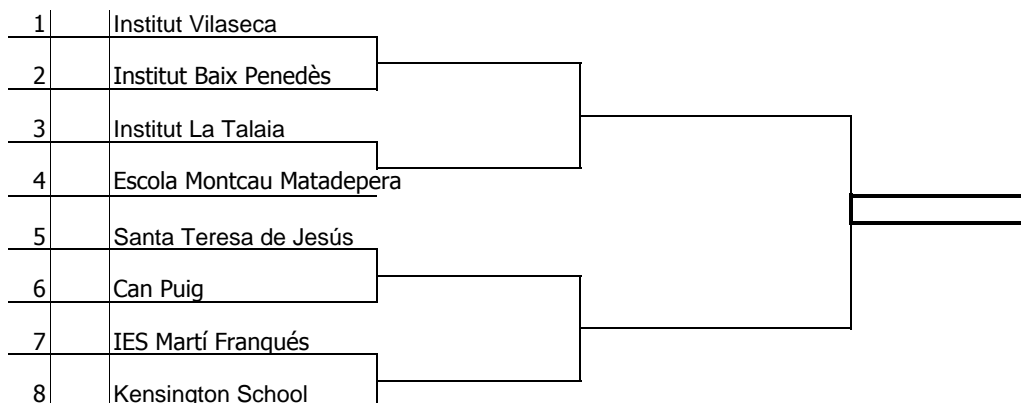 1 Institut Vilaseca
2 Institut Baix Penedès
3 Institut La Talaia
4 Escola Montcau Matadepera
5 Santa Teresa de Jesús
6 Can Puig
7 IES Martí Franqués
8 Kensington School